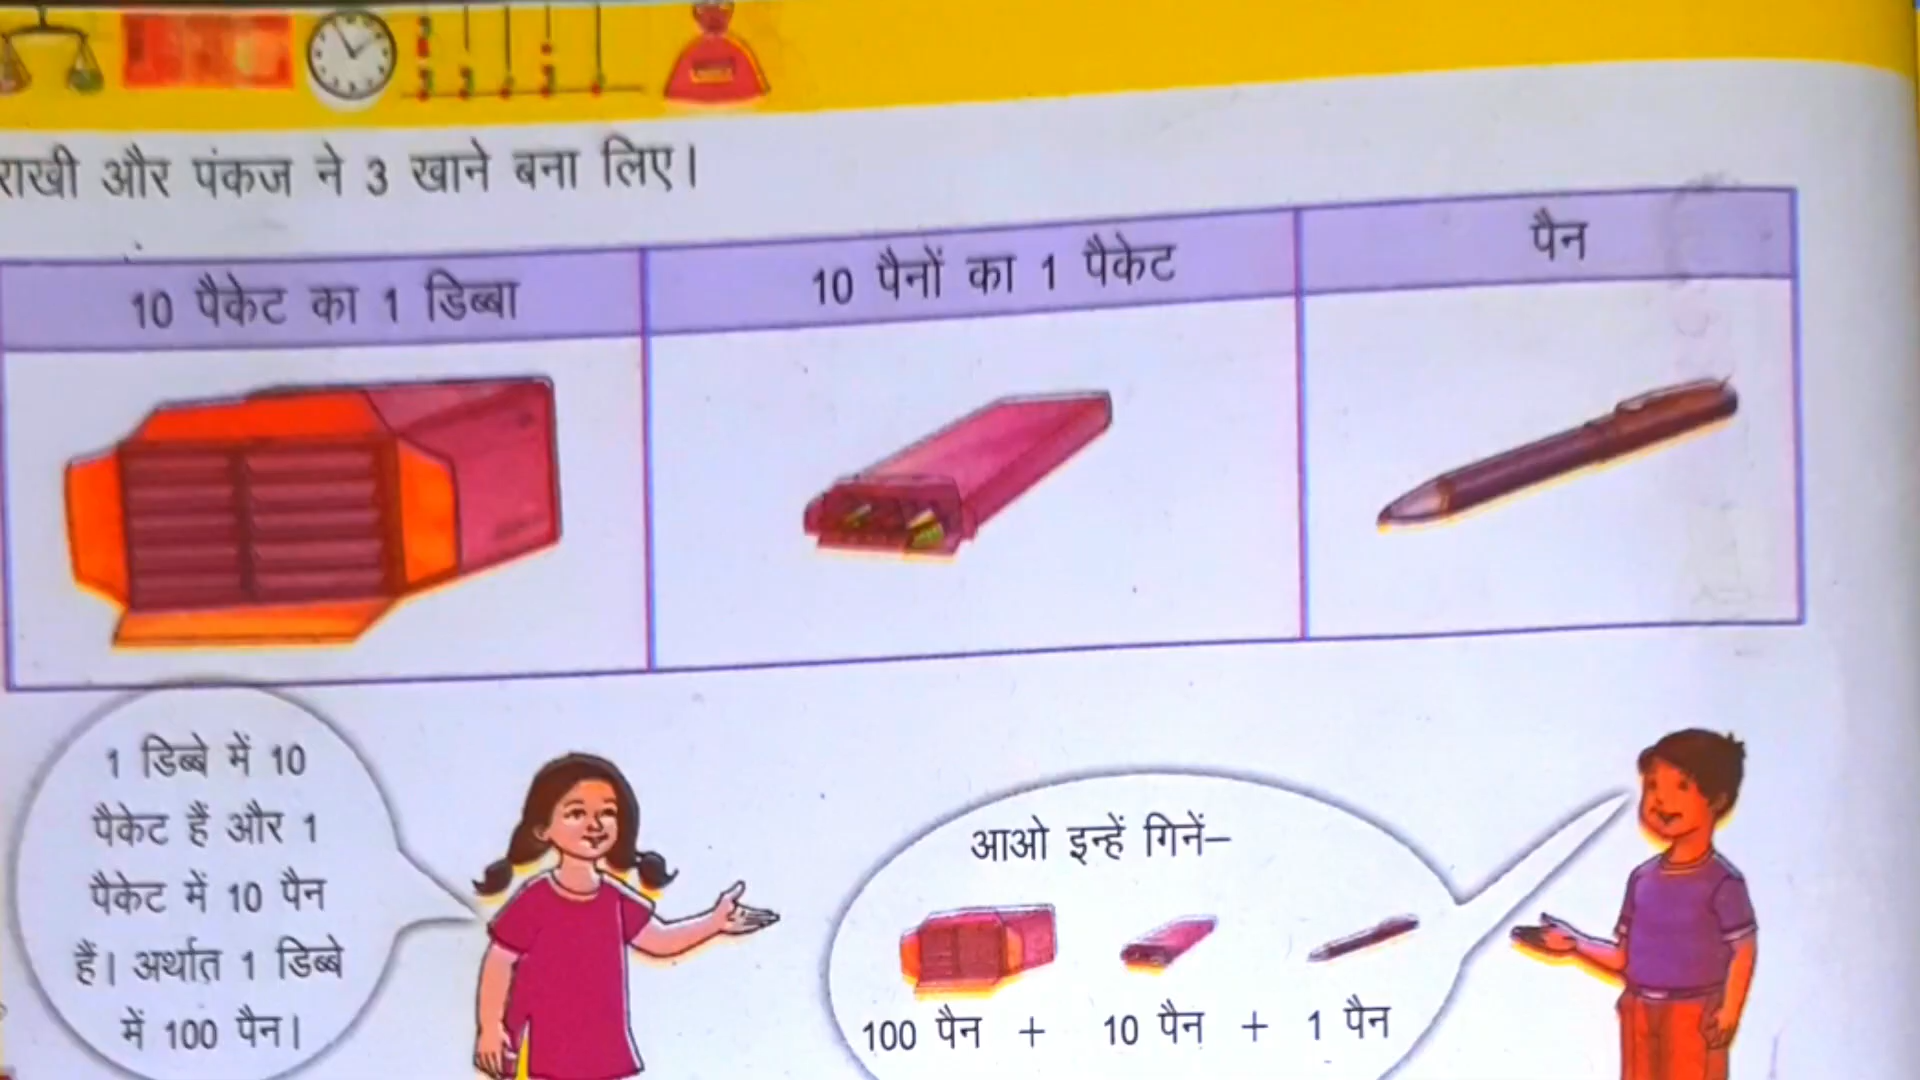 राखी और पंकज ने 3 खाने बना लिए।
10 पैकेट का 1 डिब्बा
10 पैनों का 1 पैकेट
पैन
1 डिब्बे में 10
पैकेट हैं और 1
पैकेट में 10 पैन
हैं। अर्थात 1 डिब्बे
में 100 पैन।
आओ इन्हें गिनें–
100 पैन + 10 पैन + 1 पैन